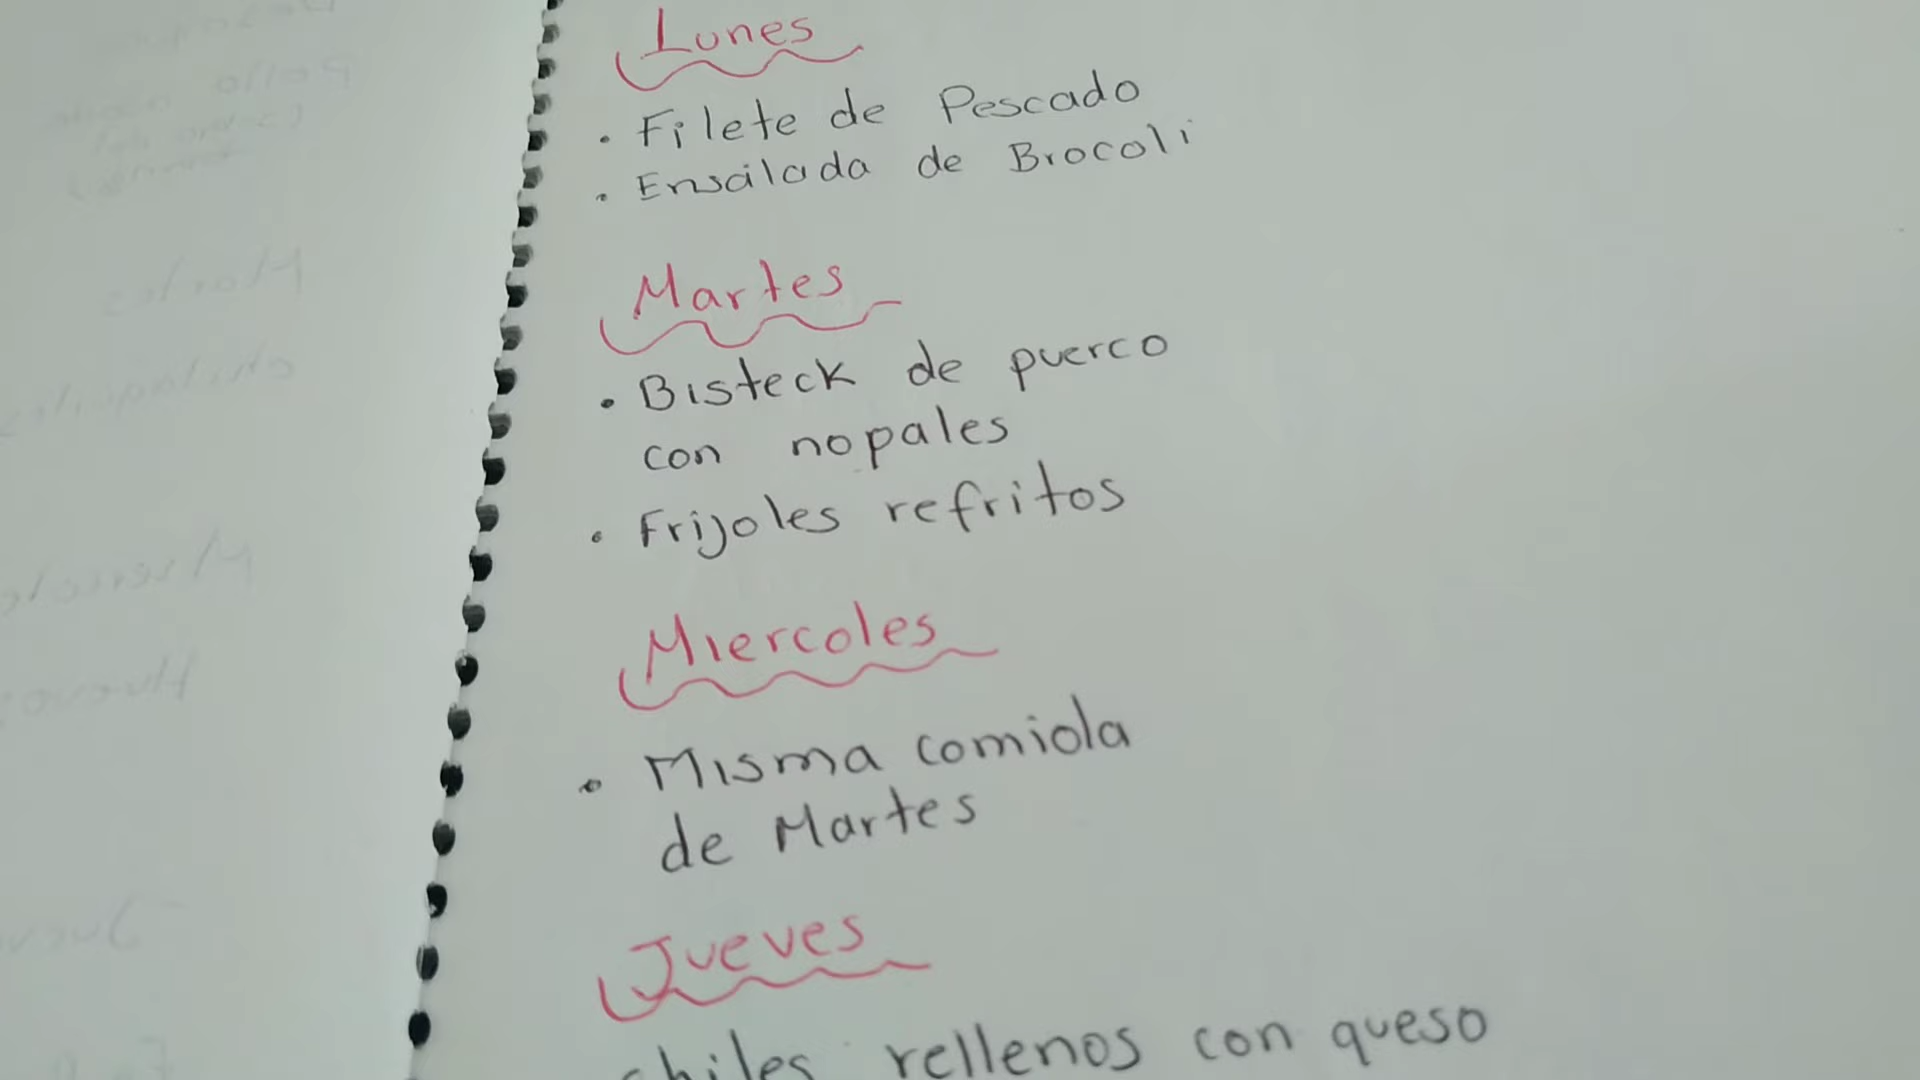 Lunes
• Filete de Pescado
• Ensalada de Brocoli
Martes
• Bisteck de puerco
con nopales
• Frijoles refritos
Miercoles
• Misma comida
de Martes
Jueves
chiles rellenos con queso